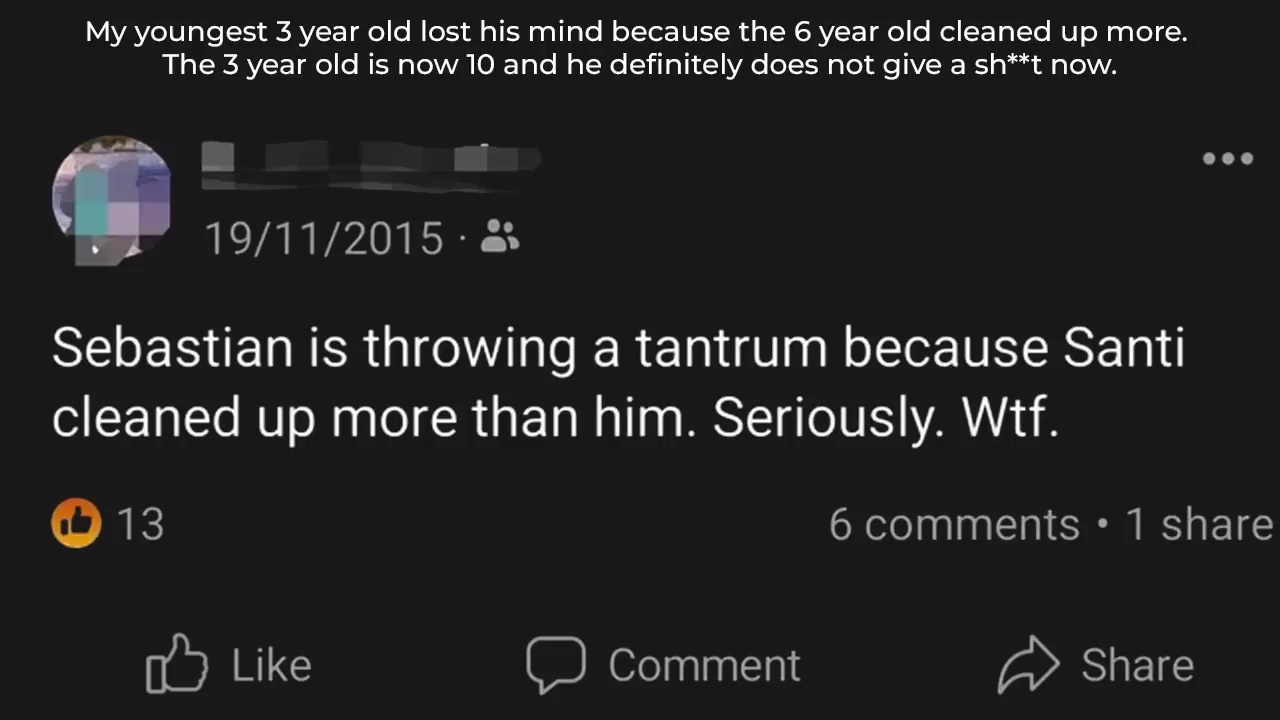 My youngest 3 year old lost his mind because the 6 year old cleaned up more.
The 3 year old is now 10 and he definitely does not give a sh**t now.
19/11/2015 ·
Sebastian is throwing a tantrum because Santi
cleaned up more than him. Seriously. Wtf.
13 6 comments • 1 share
Like Comment Share